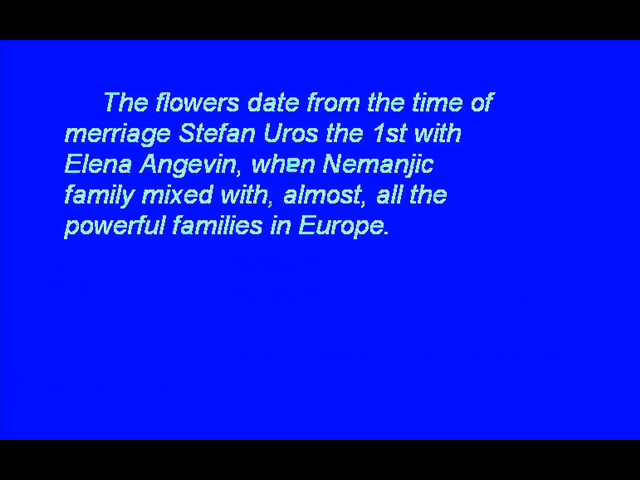 The flowers date from the time of
merriage Stefan Uros the 1st with
Elena Angevin, when Nemanjic
family mixed with, almost, all the
powerful families in Europe.